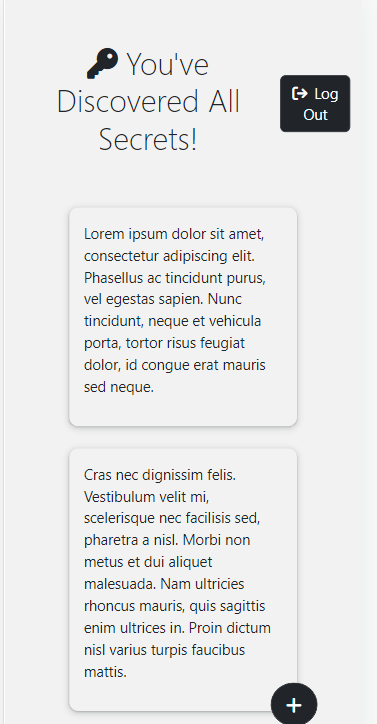 You've
Discovered All
Secrets!
Log
Out
Lorem ipsum dolor sit amet,
consectetur adipiscing elit.
Phasellus ac tincidunt purus,
vel egestas sapien. Nunc
tincidunt, neque et vehicula
porta, tortor risus feugiat
dolor, id congue erat mauris
sed neque.
Cras nec dignissim felis.
Vestibulum velit mi,
scelerisque nec facilisis sed,
pharetra a nisl. Morbi non
metus et dui aliquet
malesuada. Nam ultricies
rhoncus mauris, quis sagittis
enim ultrices in. Proin dictum
nisl varius turpis faucibus
mattis.
+